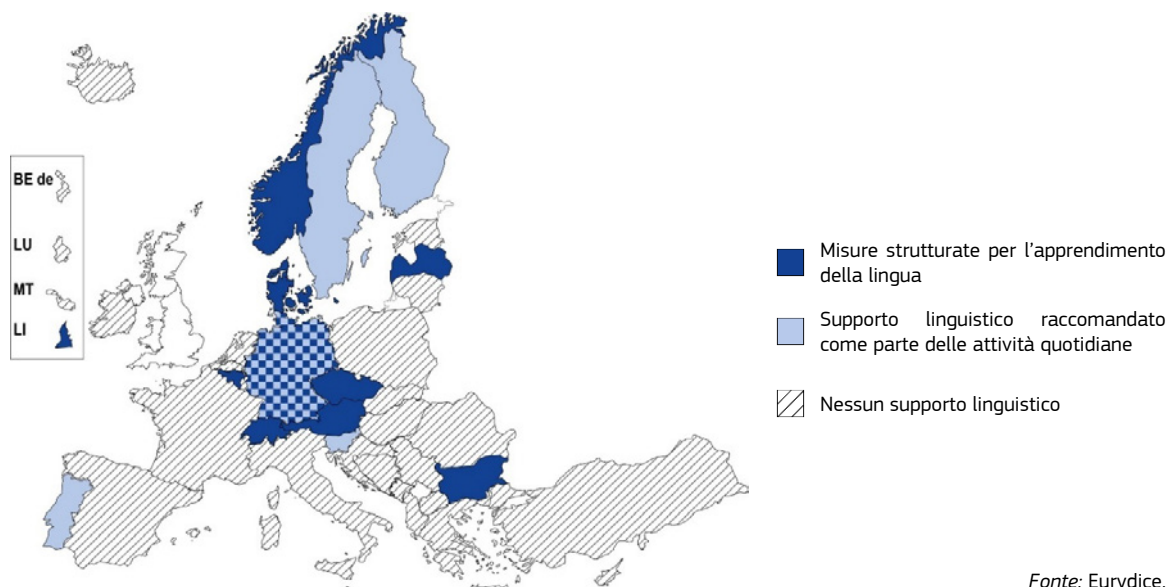 BE de
LU
MT
LI
Misure strutturate per l'apprendimento
della lingua
Supporto linguistico raccomandato
come parte delle attività quotidiane
Nessun supporto linguistico
Fonte: Eurydice.